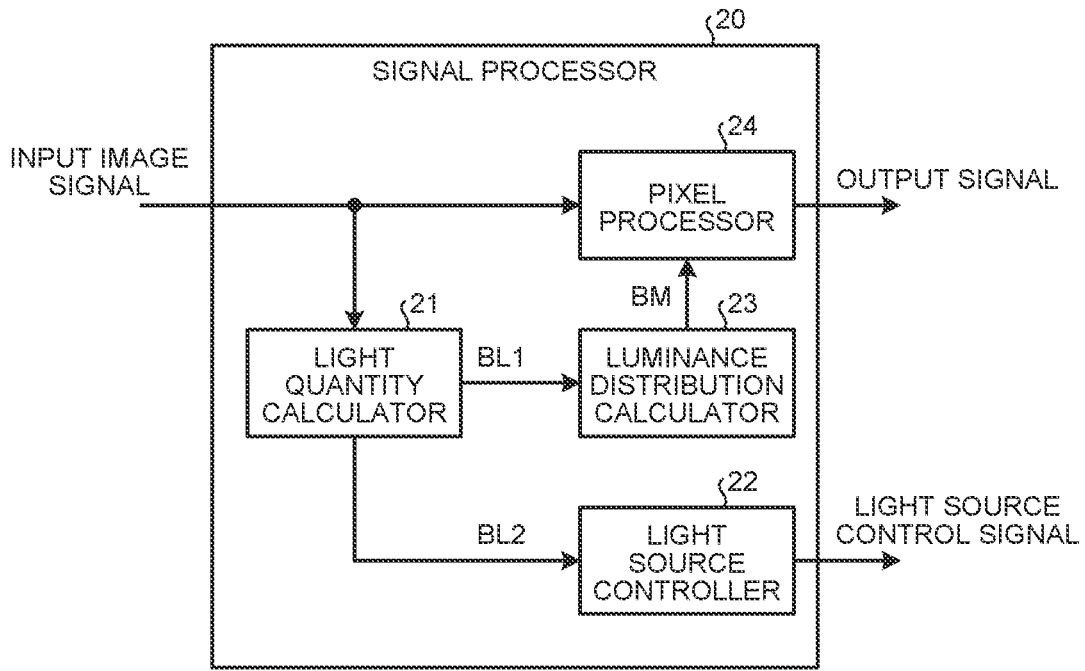 20
SIGNAL PROCESSOR
24
INPUT IMAGE
SIGNAL
PIXEL
PROCESSOR
OUTPUT SIGNAL
BM
21
23
LIGHT
QUANTITY
CALCULATOR
BL1
LUMINANCE
DISTRIBUTION
CALCULATOR
22
BL2
LIGHT
SOURCE
CONTROLLER
LIGHT SOURCE
CONTROL SIGNAL